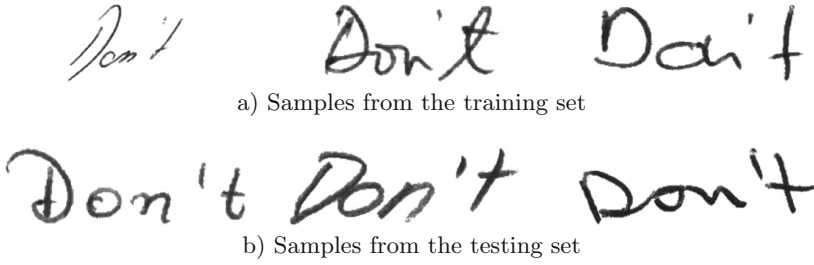 Don't Don't Don't
a) Samples from the training set
Don't Don't Don't
b) Samples from the testing set